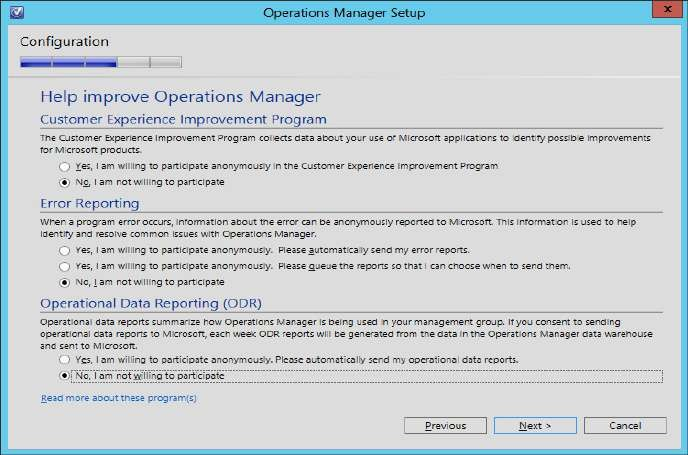 Operations Manager Setup
x
Configuration
Help improve Operations Manager
Customer Experience Improvement Program
The Customer Experience Improvement Program collects data about your use of Microsoft applications to identify possible improvements
for Microsoft products.
Yes, I am willing to participate anonymously in the Customer Experience Improvement Program
No, I am not willing to participate
Error Reporting
When a program error occurs, information about the error can be anonymously reported to Microsoft. This information is used to help
identify and resolve common issues with Operations Manager.
Yes, I am willing to participate anonymously. Please automatically send my error reports.
Yes, I am willing to participate anonymously. Please queue the reports so that I can choose when to send them.
No, I am not willing to participate
Operational Data Reporting (ODR)
Operational data reports summarize how Operations Manager is being used in your management group. If you consent to sending
operational data reports to Microsoft, each week ODR reports will be generated from the data in the Operations Manager data warehouse
and sent to Microsoft.
Yes, I am willing to participate anonymously. Please automatically send my operational data reports.
No, I am not willing to participate
Read more about these program(s)
Previous Next > Cancel